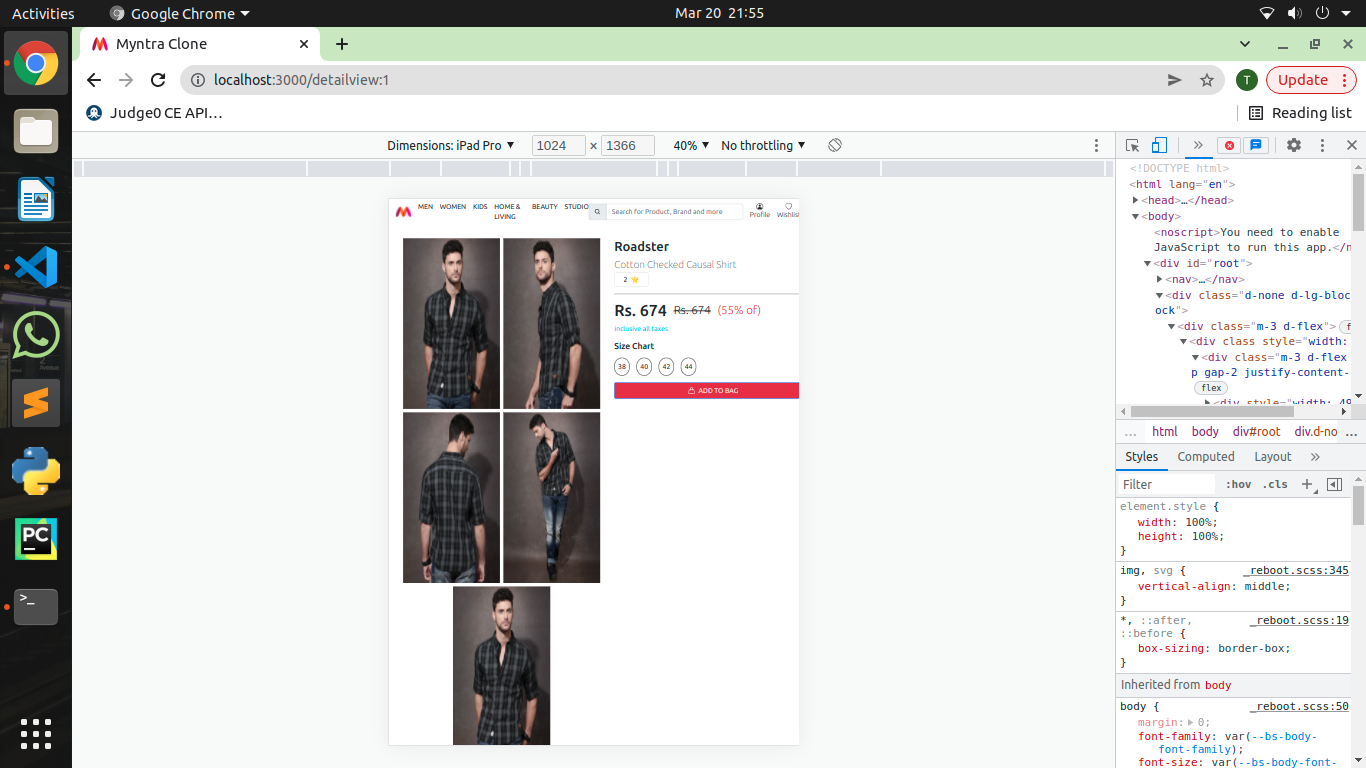 Activities
Google Chrome
Mar 20 21:55
Myntra Clone
localhost:3000/detailview:1
T
Update
Judge0 CE API…
Reading list
Dimensions: iPad Pro
1024 × 1366
40%
No throttling
MEN
WOMEN
KIDS
HOME &
LIVING
BEAUTY
STUDIO
Search for Product, Brand and more
Profile
Wishlis
Roadster
Cotton Checked Causal Shirt
2
Rs. 674 Rs. 674 (55% of)
inclusive all taxes
Size Chart
38 40 42 44
ADD TO BAG
<!DOCTYPE html>
<html lang="en">
<head>…</head>
<body>
<noscript>You need to enable
JavaScript to run this app.</n
<div id="root">
<nav>…</nav>
<div class="d-none d-lg-bloc
ock">
<div class="m-3 d-flex"> f
<div class style="width:
<div class="m-3 d-flex
p gap-2 justify-content-
flex
<div style="width: 49
... html body div#root div.d-no ...
Styles Computed Layout »
Filter :hov .cls
element.style {
width: 100%;
height: 100%;
}
img, svg { _reboot.scss:345
vertical-align: middle;
}
*, ::after, _reboot.scss:19
::before {
box-sizing: border-box;
}
Inherited from body
body { _reboot.scss:50
margin: 0;
font-family: var(--bs-body-
font-family);
font-size: var(--bs-body-font-
PC
>_